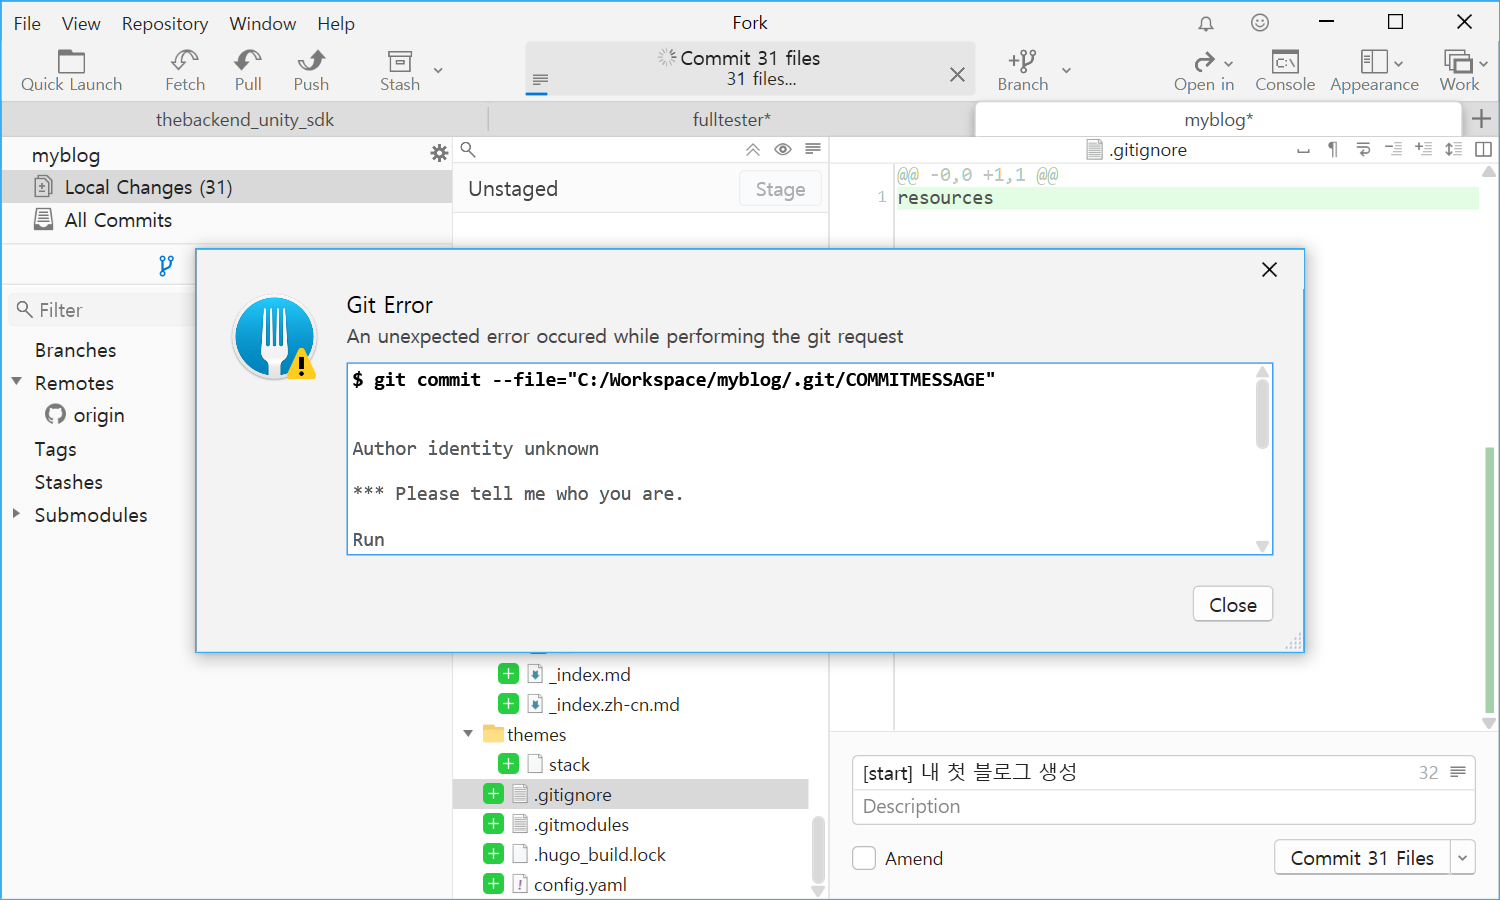 File View Repository Window Help
Fork
Quick Launch
Fetch
Pull
Push
Stash
Commit 31 files
31 files...
Branch
Open in
Console
Appearance
Work
thebackend_unity_sdk
fulltester*
myblog*
myblog
Local Changes (31)
All Commits
Filter
Branches
Remotes
origin
Tags
Stashes
Submodules
Unstaged
Stage
.gitignore
@@ -0,0 +1,1 @@
1 resources
Git Error
An unexpected error occured while performing the git request
$ git commit --file="C:/Workspace/myblog/.git/COMMITMESSAGE"
Author identity unknown
*** Please tell me who you are.
Run
Close
_index.md
_index.zh-cn.md
themes
stack
.gitignore
.gitmodules
.hugo_build.lock
config.yaml
[start] 내 첫 블로그 생성
32
Description
Amend
Commit 31 Files